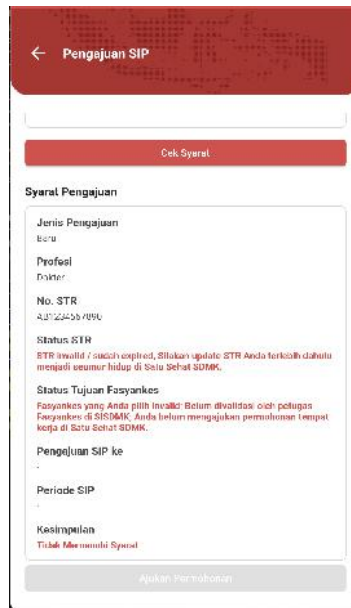 Pengajuan SIP
Cek Syarat
Syarat Pengajuan
Jenis Pengajuan
Baru
Profesi
Dokter
No. STR
AB1234567890
Status STR
STR invalid / sudah expired, Silakan update STR Anda terlebih dahulu
menjadi seumur hidup di Satu Sehat SDMK.
Status Tujuan Fasyankes
Fasyankes yang Anda pilih invalid: Belum divalidasi oleh petugas
Fasyankes di SISDMK; Anda belum mengajukan permohonan tempat
kerja di Satu Sehat SDMK.
Pengajuan SIP ke
-
Periode SIP
-
Kesimpulan
Tidak Memenuhi Syarat
Ajukan Permohonan